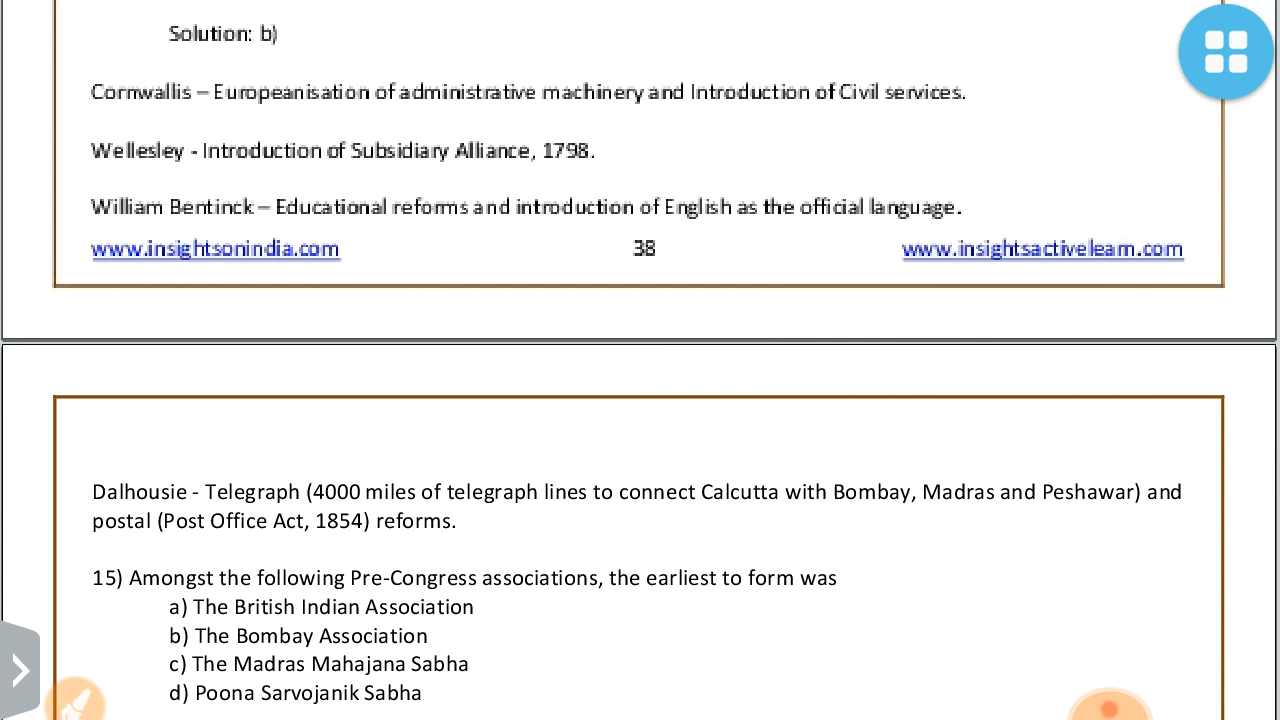 Solution: b)
Cornwallis – Europeanisation of administrative machinery and Introduction of Civil services.
Wellesley - Introduction of Subsidiary Alliance, 1798.
William Bentinck – Educational reforms and introduction of English as the official language.
www.insightsonindia.com 38 www.insightsactivelearn.com
Dalhousie - Telegraph (4000 miles of telegraph lines to connect Calcutta with Bombay, Madras and Peshawar) and
postal (Post Office Act, 1854) reforms.
15) Amongst the following Pre-Congress associations, the earliest to form was
a) The British Indian Association
b) The Bombay Association
c) The Madras Mahajana Sabha
d) Poona Sarvojanik Sabha